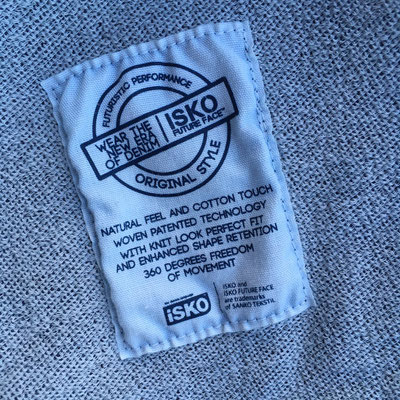 FUTURISTIC PERFORMANCE
WEAR THE
NEW ERA
OF DENIM
ISKO
FUTURE FACE™
ORIGINAL STYLE
NATURAL FEEL AND COTTON TOUCH
WOVEN PATENTED TECHNOLOGY
WITH KNIT LOOK PERFECT FIT
AND ENHANCED SHAPE RETENTION
360 DEGREES FREEDOM
OF MOVEMENT
iSKO
ISKO and
ISKO FUTURE FACE
are trademarks
of SANKO TEKSTIL